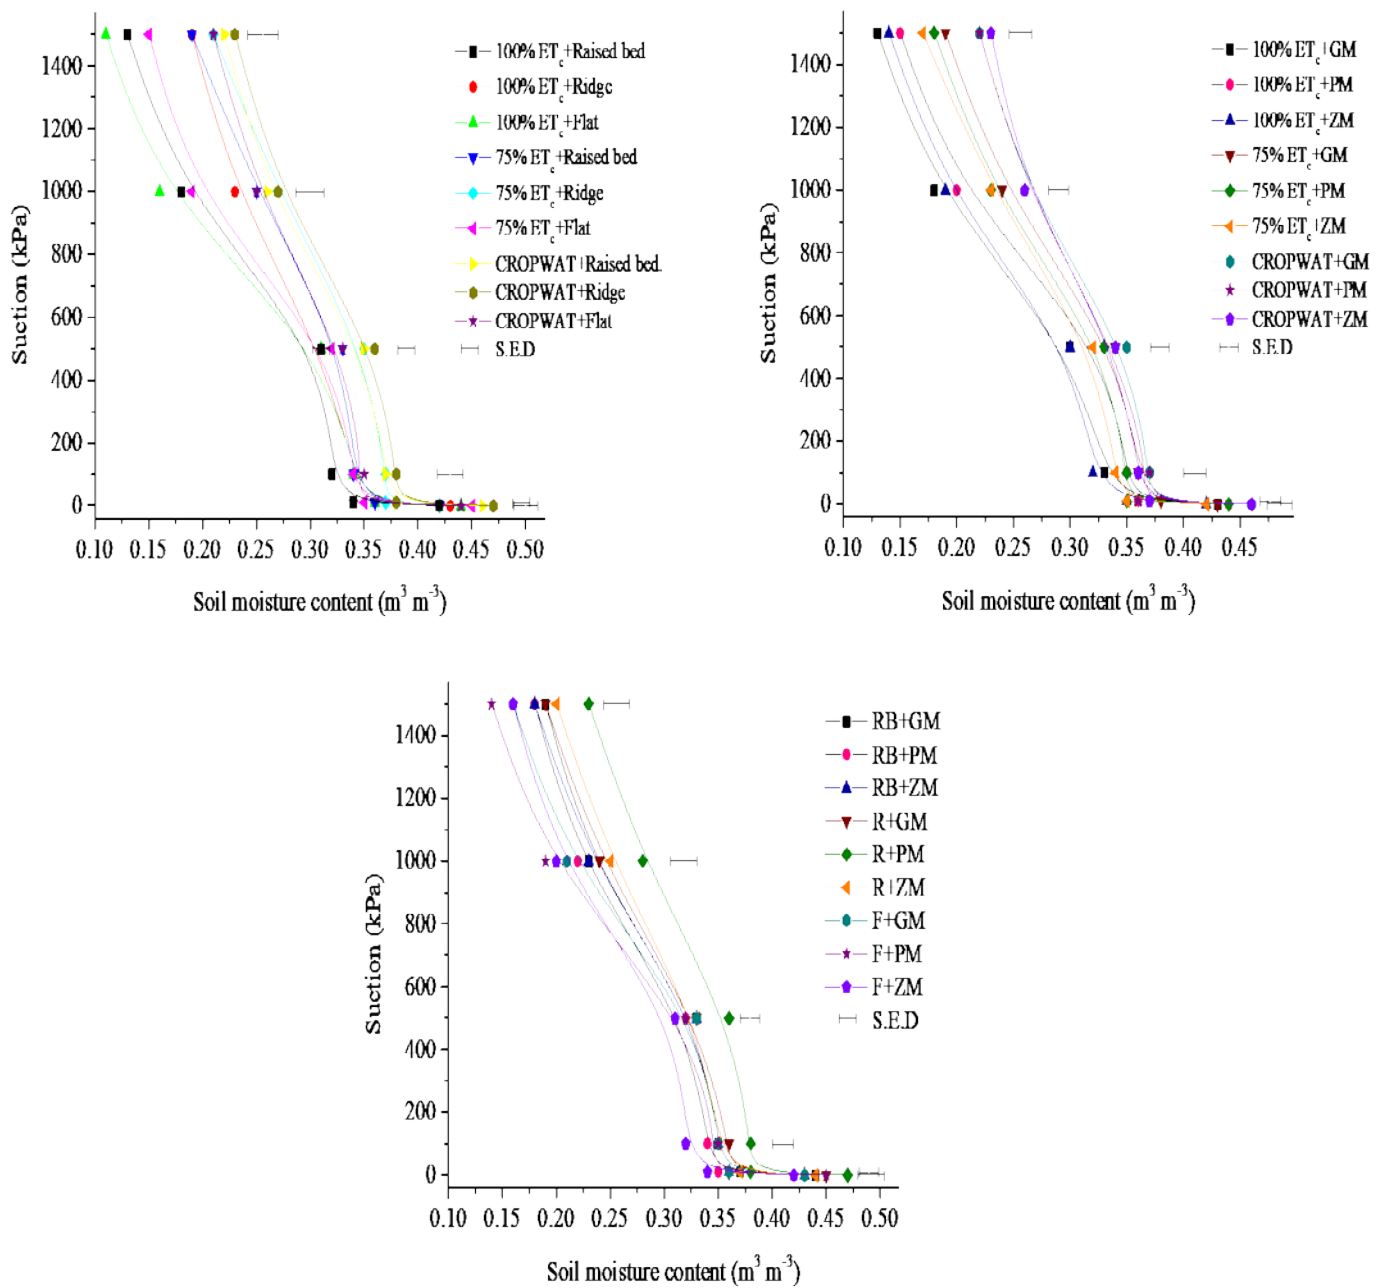 1400
1200
1000
800
600
400
200
0
Suction (kPa)
0.10 0.15 0.20 0.25 0.30 0.35 0.40 0.45 0.50
Soil moisture content (m³ m⁻³)
100% ETc+Raised bed
100% ETc+Ridge
100% ETc+Flat
75% ETc+Raised bed
75% ETc+Ridge
75% ETc+Flat
CROPWAT+Raised bed.
CROPWAT+Ridge
CROPWAT+Flat
S.E.D
1400
1200
1000
800
600
400
200
0
Suction (kPa)
0.10 0.15 0.20 0.25 0.30 0.35 0.40 0.45
Soil moisture content (m³ m⁻³)
100% ETc+GM
100% ETc+PM
100% ETc+ZM
75% ETc+GM
75% ETc+PM
75% ETc+ZM
CROPWAT+GM
CROPWAT+PM
CROPWAT+ZM
S.E.D
1400
1200
1000
800
600
400
200
0
Suction (kPa)
0.10 0.15 0.20 0.25 0.30 0.35 0.40 0.45 0.50
Soil moisture content (m³ m⁻³)
RB+GM
RB+PM
RB+ZM
R+GM
R+PM
R+ZM
F+GM
F+PM
F+ZM
S.E.D